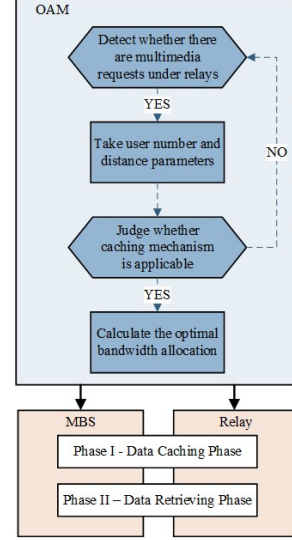 OAM
Detect whether there
are multimedia
requests under relays
YES
NO
Take user number and
distance parameters
Judge whether
caching mechanism
is applicable
YES
Calculate the optimal
bandwidth allocation
MBS
Relay
Phase I - Data Caching Phase
Phase II – Data Retrieving Phase